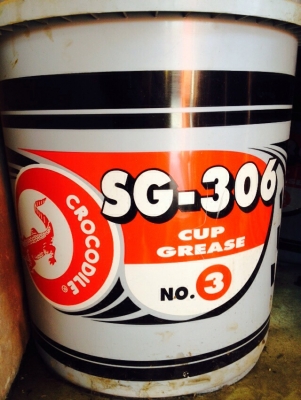 CROCODILE®
SG-306
CUP
GREASE
NO. 3